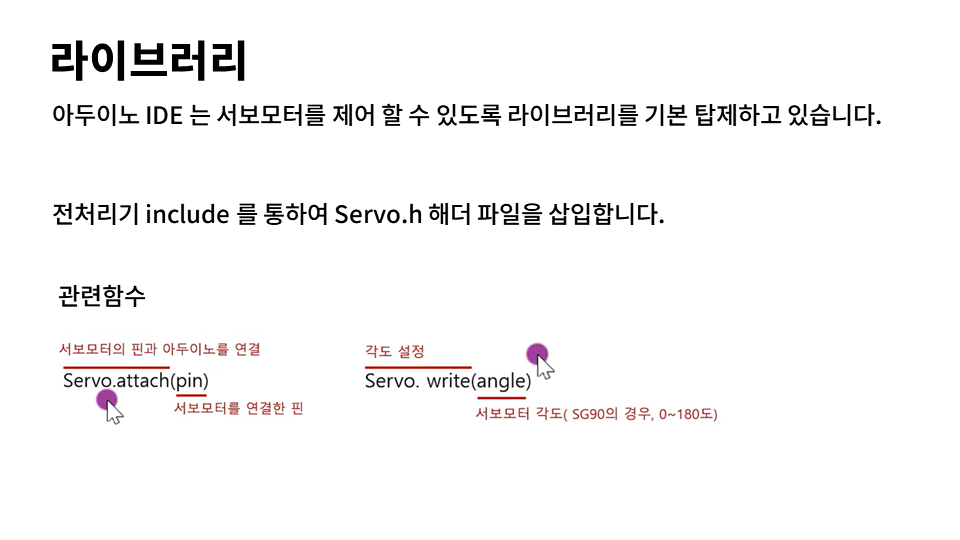 라이브러리
아두이노 IDE 는 서보모터를 제어 할 수 있도록 라이브러리를 기본 탑제하고 있습니다.
전처리기 include 를 통하여 Servo.h 해더 파일을 삽입합니다.
관련함수
서보모터의 핀과 아두이노를 연결
Servo.attach(pin)
서보모터를 연결한 핀
각도 설정
Servo. write(angle)
서보모터 각도( SG90의 경우, 0~180도)